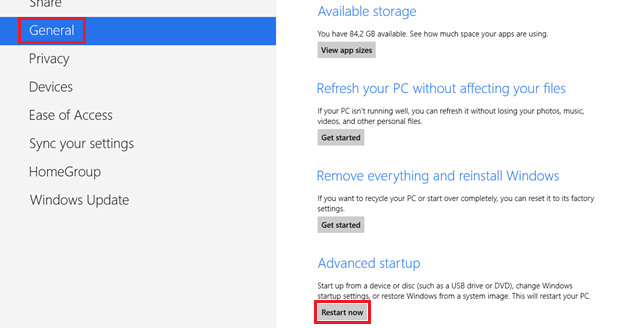 Share
General
Privacy
Devices
Ease of Access
Sync your settings
HomeGroup
Windows Update
Available storage
You have 84,2 GB available. See how much space your apps are using.
View app sizes
Refresh your PC without affecting your files
If your PC isn't running well, you can refresh it without losing your photos, music,
videos, and other personal files.
Get started
Remove everything and reinstall Windows
If you want to recycle your PC or start over completely, you can reset it to its factory
settings.
Get started
Advanced startup
Start up from a device or disc (such as a USB drive or DVD), change Windows
startup settings, or restore Windows from a system image. This will restart your PC.
Restart now